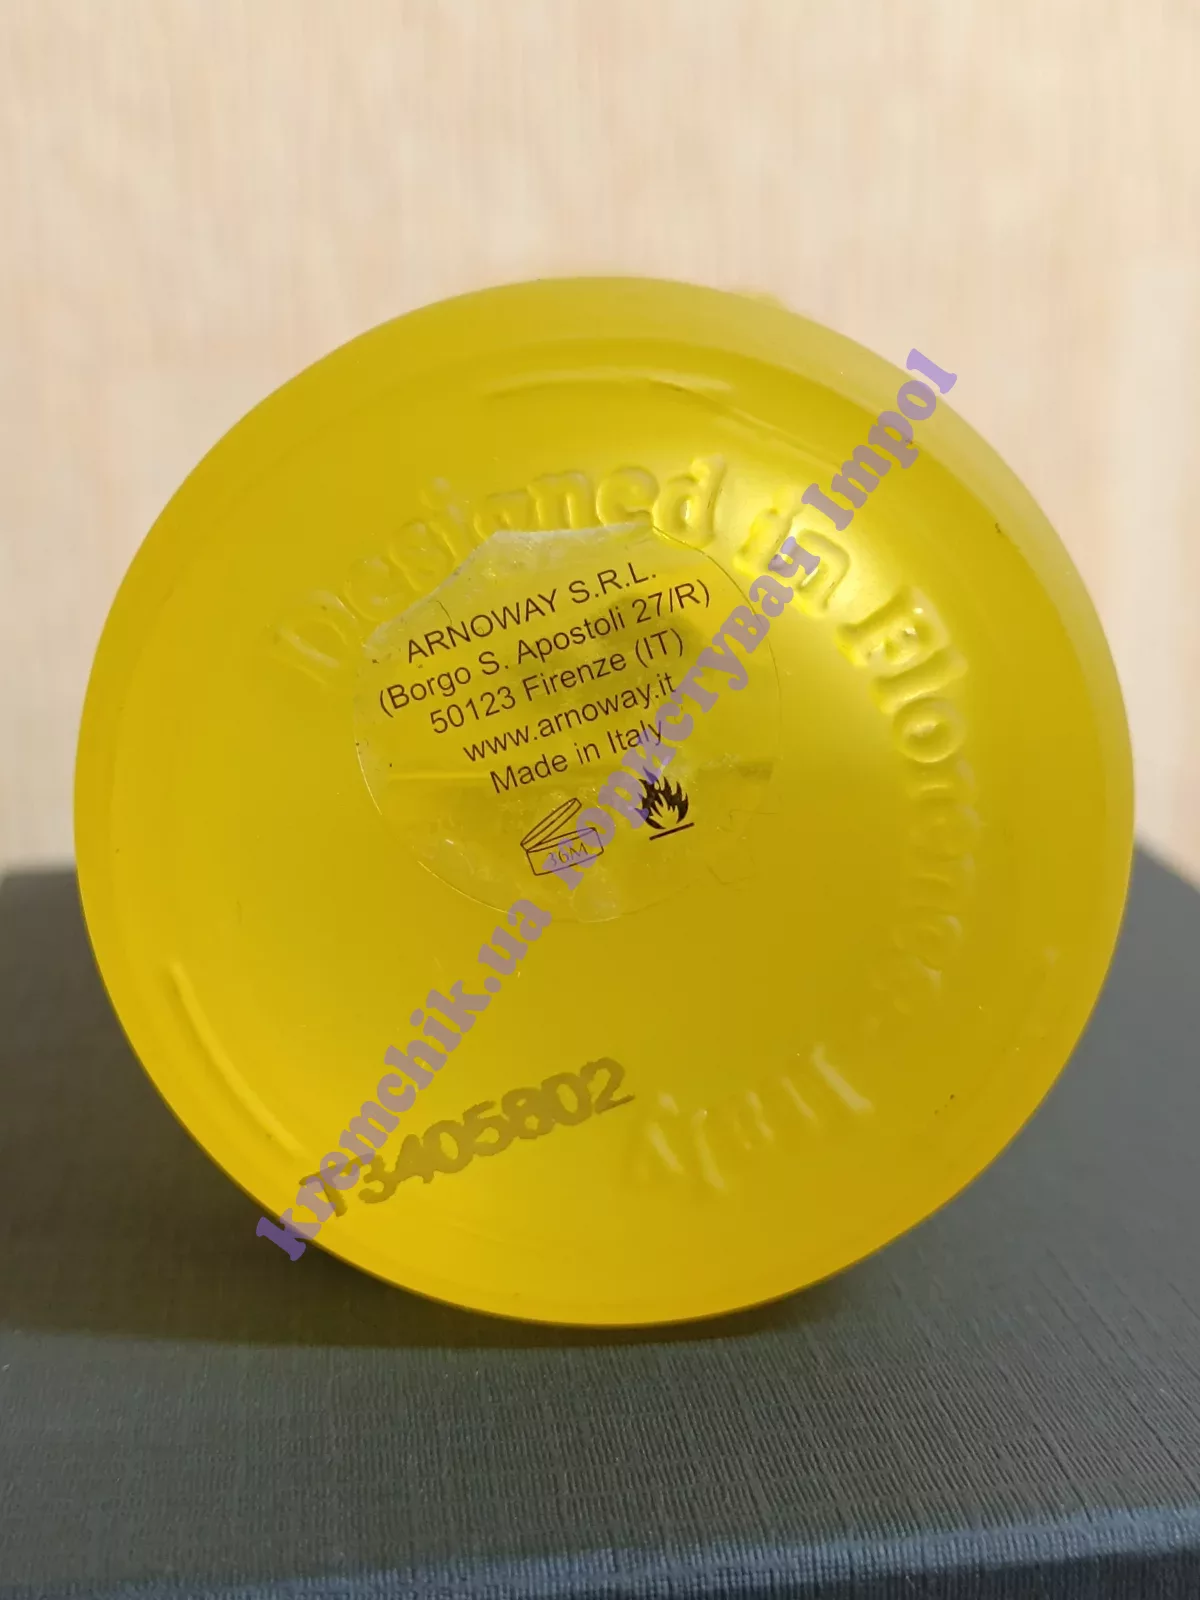 Designed in Florence Italy
ARNOWAY S.R.L.
(Borgo S. Apostoli 27/R)
50123 Firenze (IT)
www.arnoway.it
Made in Italy
36M
73405802
kremchik.ua Користувач Impol